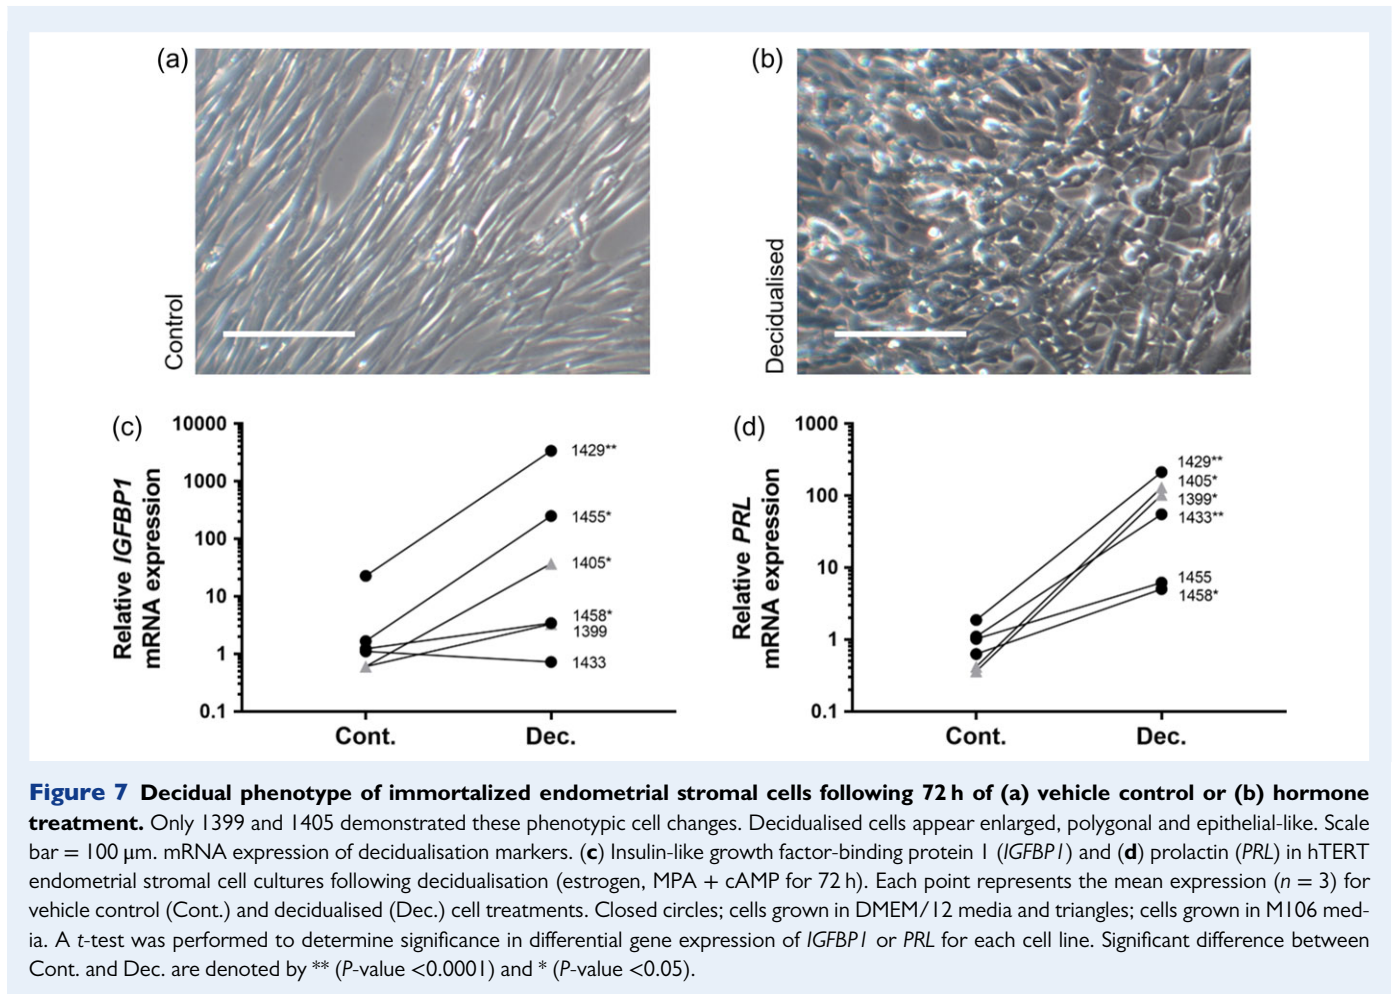 (a)
(b)
Control
Decidualised
(c)
Relative IGFBP1
mRNA expression
10000
1000
100
10
1
0.1
1429**
1455*
1405*
1458*
1399
1433
Cont.
Dec.
(d)
Relative PRL
mRNA expression
1000
100
10
1
0.1
1429**
1405*
1399*
1433**
1455
1458*
Cont.
Dec.
Figure 7 Decidual phenotype of immortalized endometrial stromal cells following 72 h of (a) vehicle control or (b) hormone
treatment. Only 1399 and 1405 demonstrated these phenotypic cell changes. Decidualised cells appear enlarged, polygonal and epithelial-like. Scale
bar = 100 μm. mRNA expression of decidualisation markers. (c) Insulin-like growth factor-binding protein 1 (IGFBP1) and (d) prolactin (PRL) in hTERT
endometrial stromal cell cultures following decidualisation (estrogen, MPA + cAMP for 72 h). Each point represents the mean expression (n = 3) for
vehicle control (Cont.) and decidualised (Dec.) cell treatments. Closed circles; cells grown in DMEM/12 media and triangles; cells grown in M106 med-
ia. A t-test was performed to determine significance in differential gene expression of IGFBP1 or PRL for each cell line. Significant difference between
Cont. and Dec. are denoted by ** (P-value <0.0001) and * (P-value <0.05).